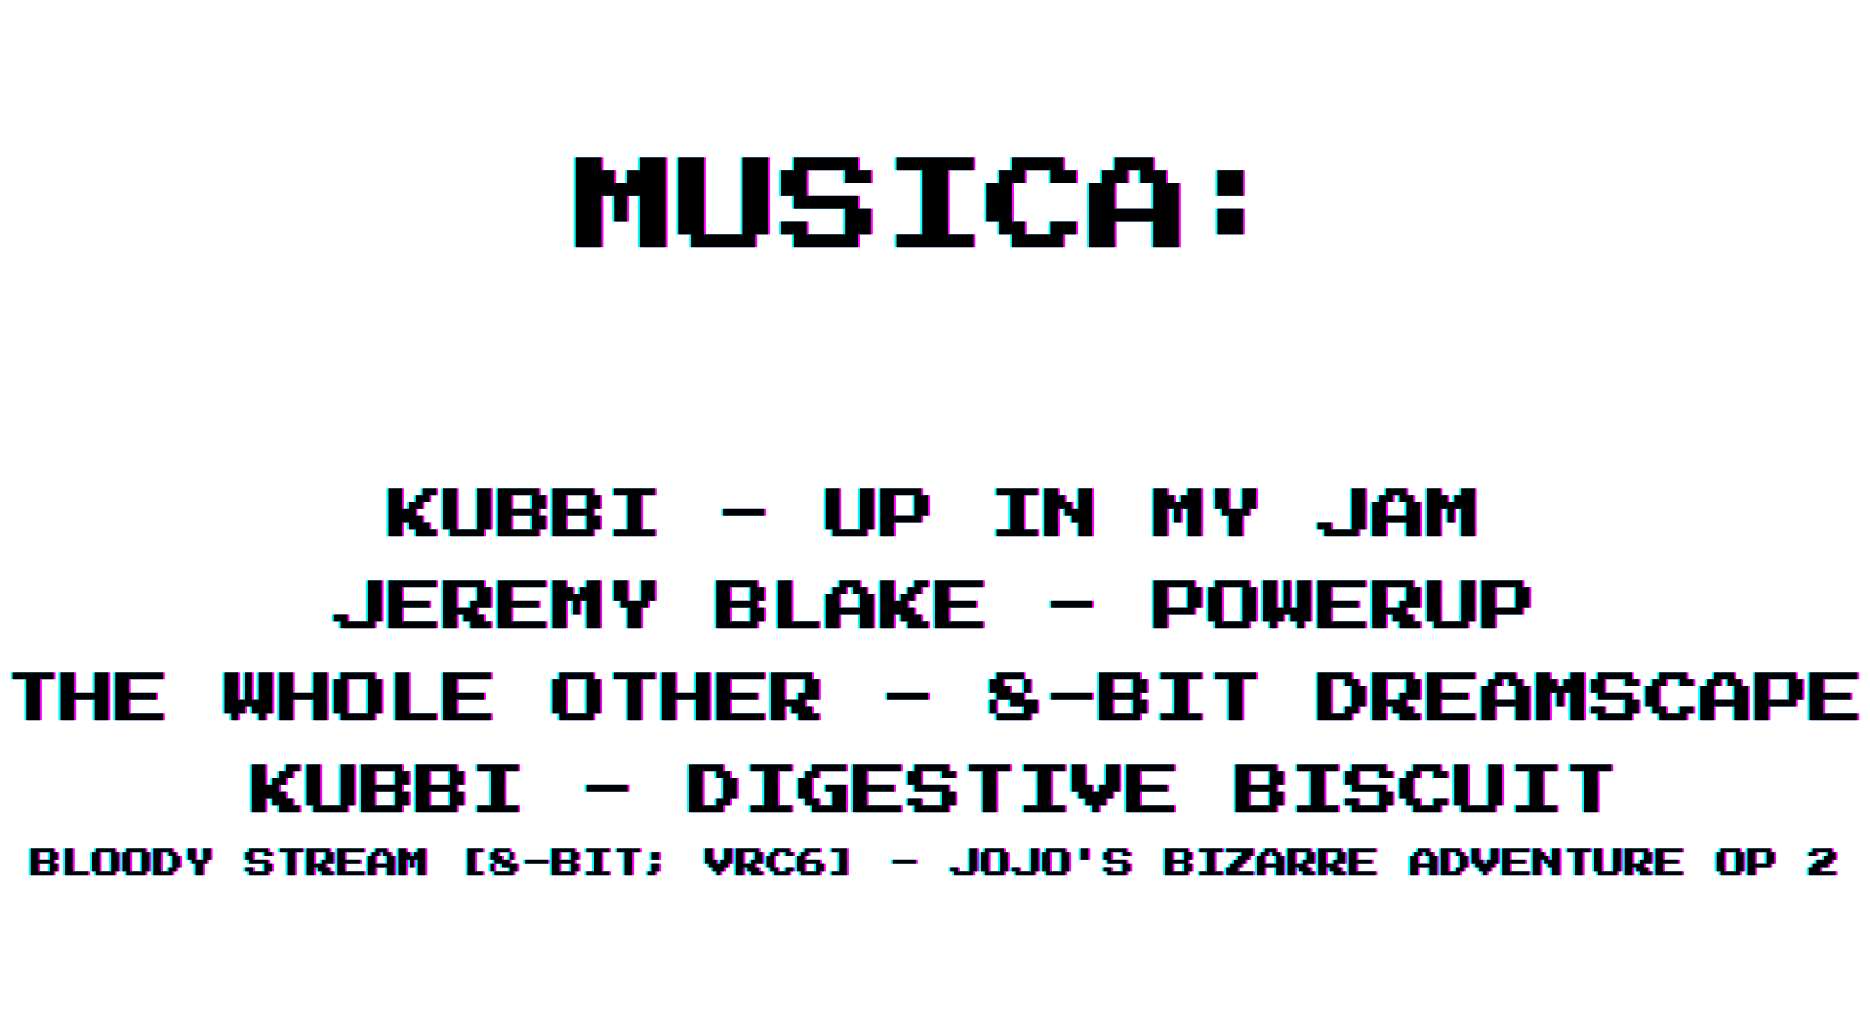 MUSICA:
KUBBI - UP IN MY JAM
JEREMY BLAKE - POWERUP
THE WHOLE OTHER - 8-BIT DREAMSCAPE
KUBBI - DIGESTIVE BISCUIT
BLOODY STREAM [8-BIT; VRC6] - JOJO'S BIZARRE ADVENTURE OP 2